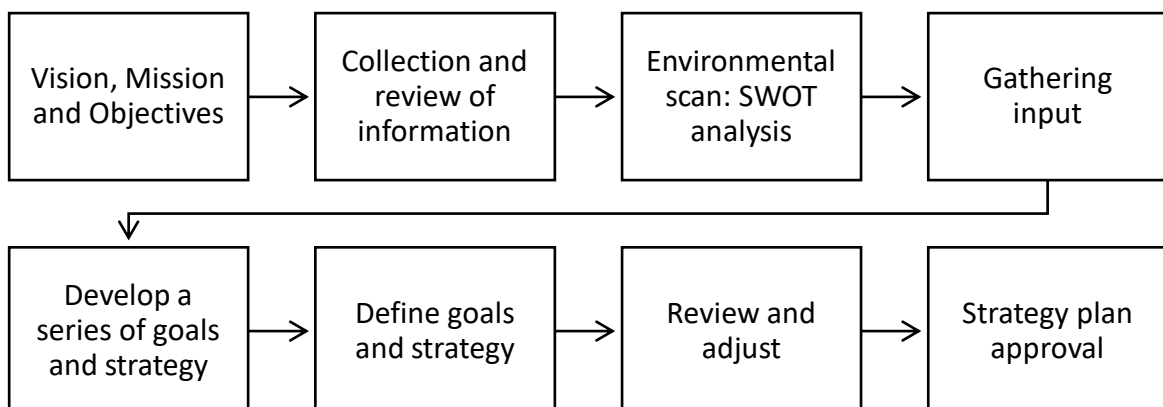 Vision, Mission
and Objectives
Collection and
review of
information
Environmental
scan: SWOT
analysis
Gathering
input
Develop a
series of goals
and strategy
Define goals
and strategy
Review and
adjust
Strategy plan
approval